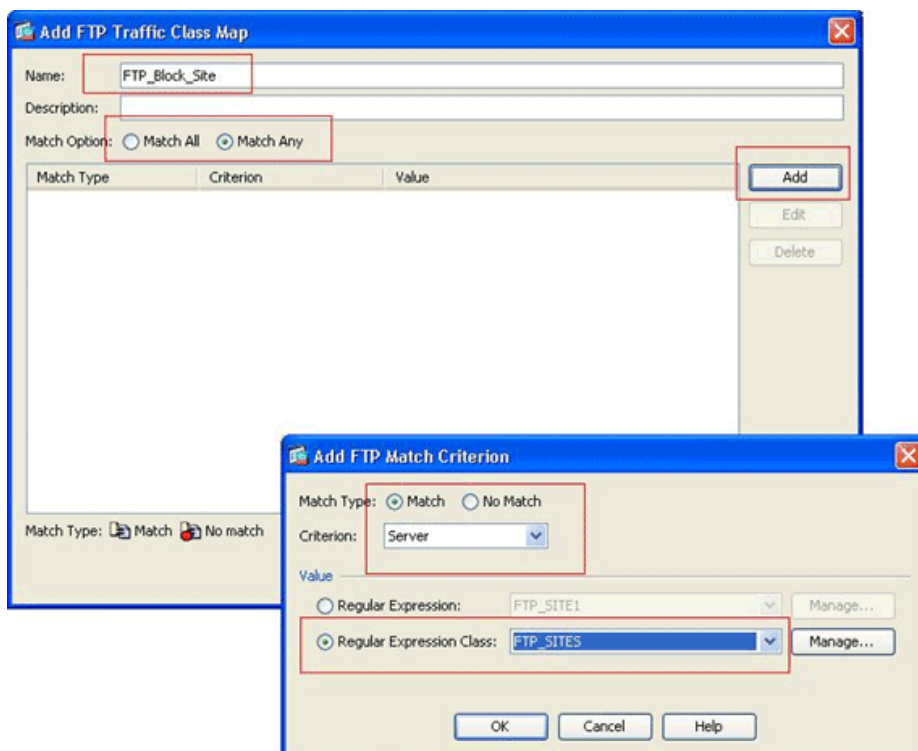 Add FTP Traffic Class Map
Name: FTP_Block_Site
Description:
Match Option: Match All Match Any
Match Type Criterion Value
Add
Edit
Delete
Match Type: Match No match
Add FTP Match Criterion
Match Type: Match No Match
Criterion: Server
Value
Regular Expression: FTP_SITE1 Manage...
Regular Expression Class: FTP_SITES Manage...
OK Cancel Help